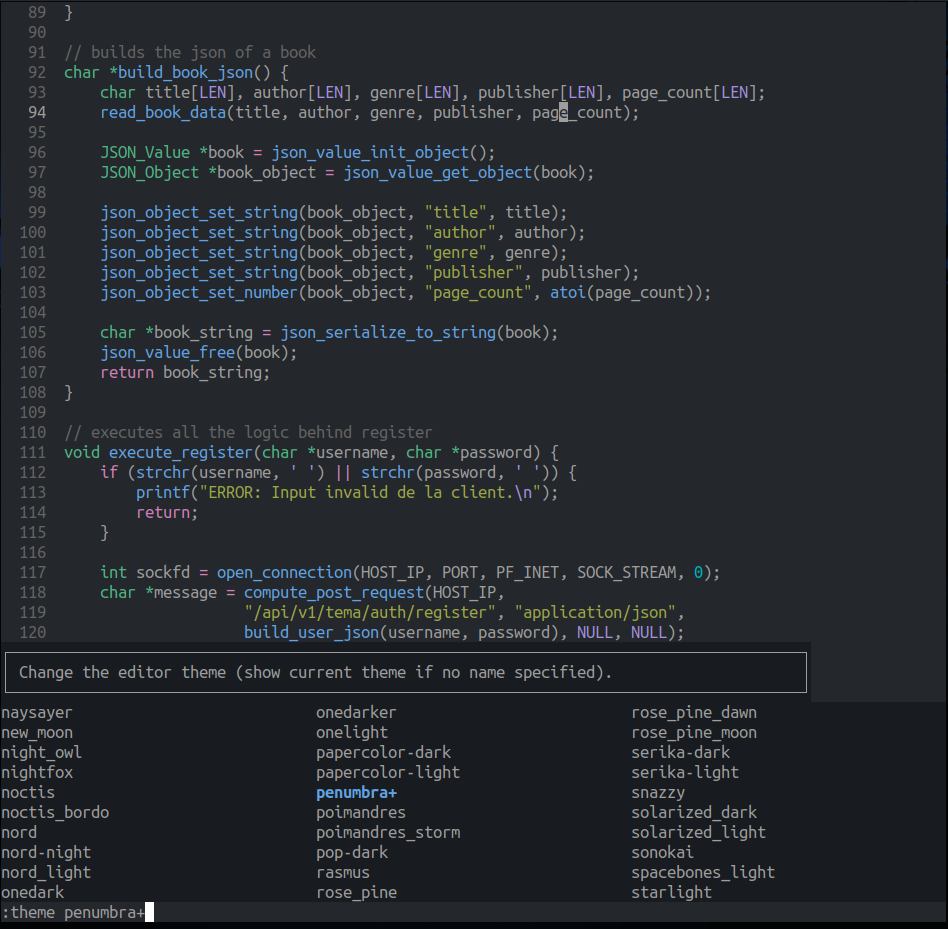 89 }
90
91 // builds the json of a book
92 char *build_book_json() {
93     char title[LEN], author[LEN], genre[LEN], publisher[LEN], page_count[LEN];
94     read_book_data(title, author, genre, publisher, page_count);
95
96     JSON_Value *book = json_value_init_object();
97     JSON_Object *book_object = json_value_get_object(book);
98
99     json_object_set_string(book_object, "title", title);
100     json_object_set_string(book_object, "author", author);
101     json_object_set_string(book_object, "genre", genre);
102     json_object_set_string(book_object, "publisher", publisher);
103     json_object_set_number(book_object, "page_count", atoi(page_count));
104
105     char *book_string = json_serialize_to_string(book);
106     json_value_free(book);
107     return book_string;
108 }
109
110 // executes all the logic behind register
111 void execute_register(char *username, char *password) {
112     if (strchr(username, ' ') || strchr(password, ' ')) {
113         printf("ERROR: Input invalid de la client.\n");
114         return;
115     }
116
117     int sockfd = open_connection(HOST_IP, PORT, PF_INET, SOCK_STREAM, 0);
118     char *message = compute_post_request(HOST_IP,
119                     "/api/v1/tema/auth/register", "application/json",
120                     build_user_json(username, password), NULL, NULL);
Change the editor theme (show current theme if no name specified).
naysayer onedarker rose_pine_dawn
new_moon onelight rose_pine_moon
night_owl papercolor-dark serika-dark
nightfox papercolor-light serika-light
noctis penumbra+ snazzy
noctis_bordo poimandres solarized_dark
nord poimandres_storm solarized_light
nord-night pop-dark sonokai
nord_light rasmus spacebones_light
onedark rose_pine starlight
:theme penumbra+